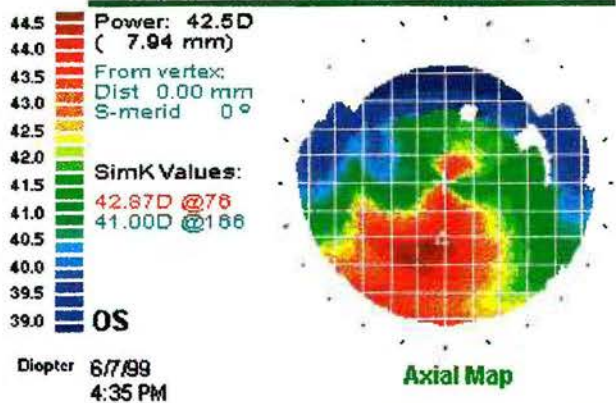 44.5
44.0
43.5
43.0
42.5
42.0
41.5
41.0
40.5
40.0
39.5
39.0
Diopter
Power: 42.5D
( 7.94 mm)
From vertex:
Dist 0.00 mm
S-merid 0 º
SimK Values:
42.87D @76
41.00D @166
OS
6/7/99
4:35 PM
Axial Map